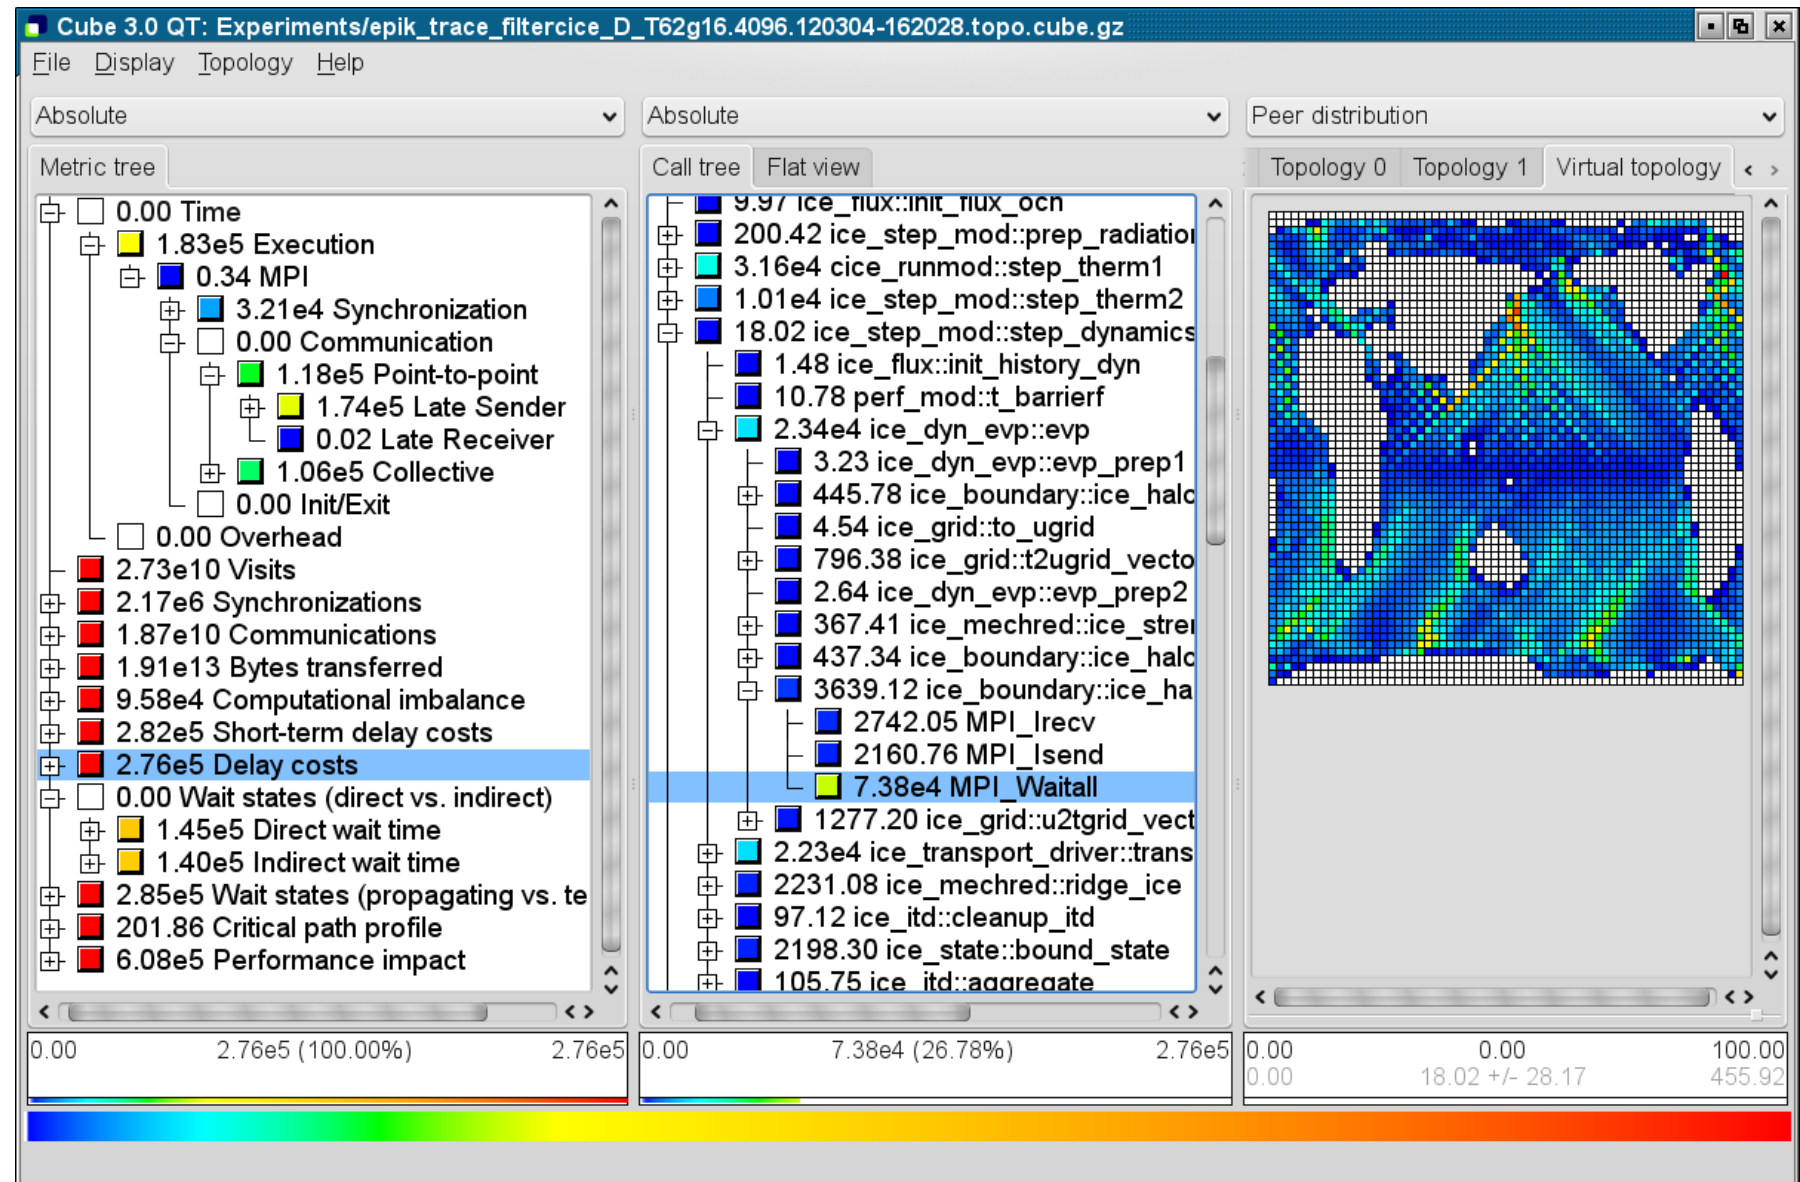 Cube 3.0 QT: Experiments/epik_trace_filtercice_D_T62g16.4096.120304-162028.topo.cube.gz
File Display Topology Help
Absolute
Metric tree
0.00 Time
1.83e5 Execution
0.34 MPI
3.21e4 Synchronization
0.00 Communication
1.18e5 Point-to-point
1.74e5 Late Sender
0.02 Late Receiver
1.06e5 Collective
0.00 Init/Exit
0.00 Overhead
2.73e10 Visits
2.17e6 Synchronizations
1.87e10 Communications
1.91e13 Bytes transferred
9.58e4 Computational imbalance
2.82e5 Short-term delay costs
2.76e5 Delay costs
0.00 Wait states (direct vs. indirect)
1.45e5 Direct wait time
1.40e5 Indirect wait time
2.85e5 Wait states (propagating vs. te
201.86 Critical path profile
6.08e5 Performance impact
0.00 2.76e5 (100.00%) 2.76e5
Absolute
Call tree Flat view
9.97 ice_flux::init_flux_ocn
200.42 ice_step_mod::prep_radiation
3.16e4 cice_runmod::step_therm1
1.01e4 ice_step_mod::step_therm2
18.02 ice_step_mod::step_dynamics
1.48 ice_flux::init_history_dyn
10.78 perf_mod::t_barrierf
2.34e4 ice_dyn_evp::evp
3.23 ice_dyn_evp::evp_prep1
445.78 ice_boundary::ice_halo
4.54 ice_grid::to_ugrid
796.38 ice_grid::t2ugrid_vecto
2.64 ice_dyn_evp::evp_prep2
367.41 ice_mechred::ice_stren
437.34 ice_boundary::ice_halo
3639.12 ice_boundary::ice_ha
2742.05 MPI_Irecv
2160.76 MPI_Isend
7.38e4 MPI_Waitall
1277.20 ice_grid::u2tgrid_vect
2.23e4 ice_transport_driver::trans
2231.08 ice_mechred::ridge_ice
97.12 ice_itd::cleanup_itd
2198.30 ice_state::bound_state
105.75 ice_itd::aggregate
0.00 7.38e4 (26.78%) 2.76e5
Peer distribution
Topology 0 Topology 1 Virtual topology
0.00 0.00 100.00
0.00 18.02 +/- 28.17 455.92